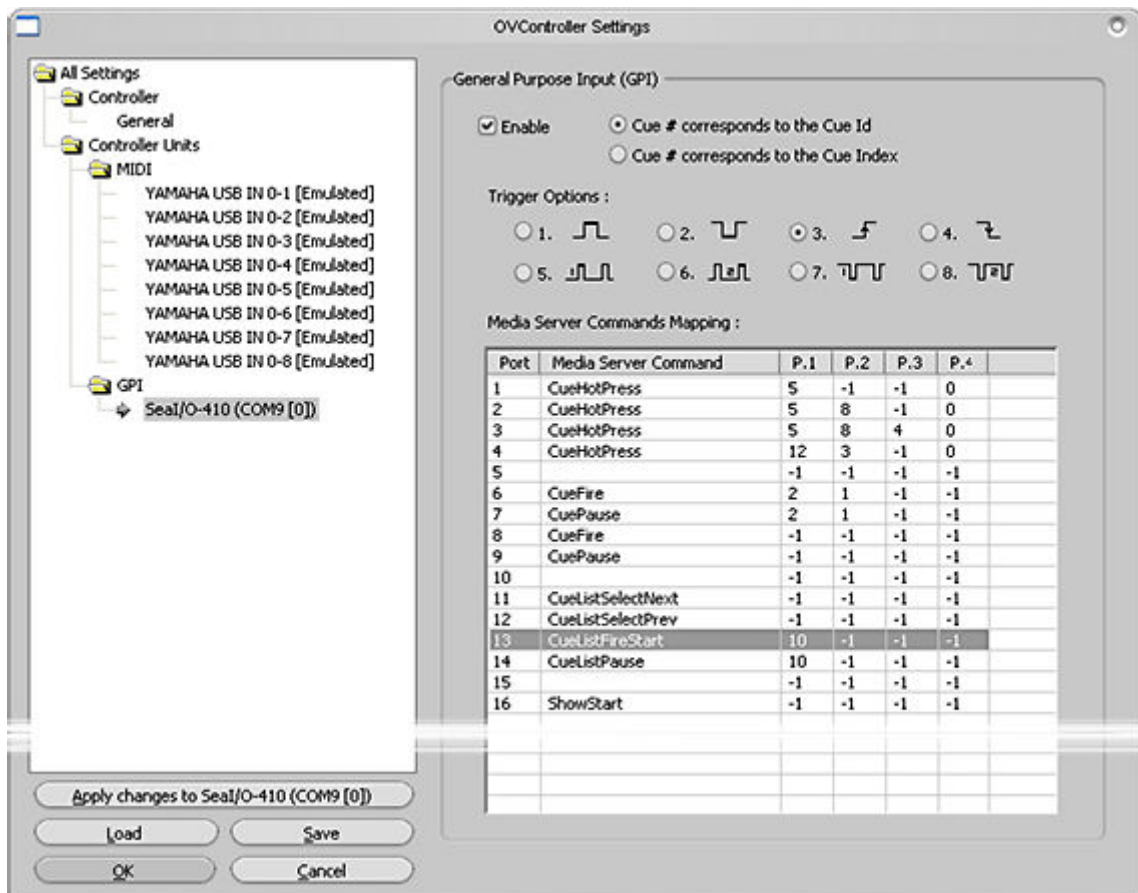 OVController Settings
All Settings
Controller
General
Controller Units
MIDI
YAMAHA USB IN 0-1 [Emulated]
YAMAHA USB IN 0-2 [Emulated]
YAMAHA USB IN 0-3 [Emulated]
YAMAHA USB IN 0-4 [Emulated]
YAMAHA USB IN 0-5 [Emulated]
YAMAHA USB IN 0-6 [Emulated]
YAMAHA USB IN 0-7 [Emulated]
YAMAHA USB IN 0-8 [Emulated]
GPI
SeaI/O-410 (COM9 [0])
Apply changes to SeaI/O-410 (COM9 [0])
Load Save
OK Cancel
General Purpose Input (GPI)
Enable Cue # corresponds to the Cue Id
Cue # corresponds to the Cue Index
Trigger Options :
1. 2. 3. 4.
5. 1 6. 2 7. 1 8. 2
Media Server Commands Mapping :
Port Media Server Command P.1 P.2 P.3 P.4
1 CueHotPress 5 -1 -1 0
2 CueHotPress 5 8 -1 0
3 CueHotPress 5 8 4 0
4 CueHotPress 12 3 -1 0
5 -1 -1 -1 -1
6 CueFire 2 1 -1 -1
7 CuePause 2 1 -1 -1
8 CueFire -1 -1 -1 -1
9 CuePause -1 -1 -1 -1
10 -1 -1 -1 -1
11 CueListSelectNext -1 -1 -1 -1
12 CueListSelectPrev -1 -1 -1 -1
13 CueListFireStart 10 -1 -1 -1
14 CueListPause 10 -1 -1 -1
15 -1 -1 -1 -1
16 ShowStart -1 -1 -1 -1